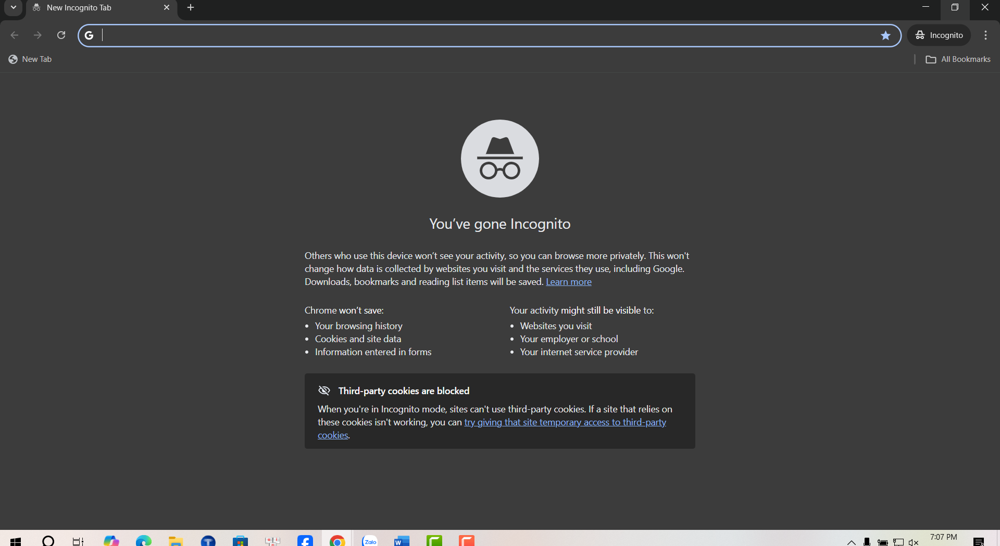 New Incognito Tab
Incognito
New Tab
All Bookmarks
You've gone Incognito
Others who use this device won't see your activity, so you can browse more privately. This won't
change how data is collected by websites you visit and the services they use, including Google.
Downloads, bookmarks and reading list items will be saved. Learn more
Chrome won't save:
• Your browsing history
• Cookies and site data
• Information entered in forms
Your activity might still be visible to:
• Websites you visit
• Your employer or school
• Your internet service provider
Third-party cookies are blocked
When you're in Incognito mode, sites can't use third-party cookies. If a site that relies on
these cookies isn't working, you can try giving that site temporary access to third-party
cookies.
Zalo
7:07 PM